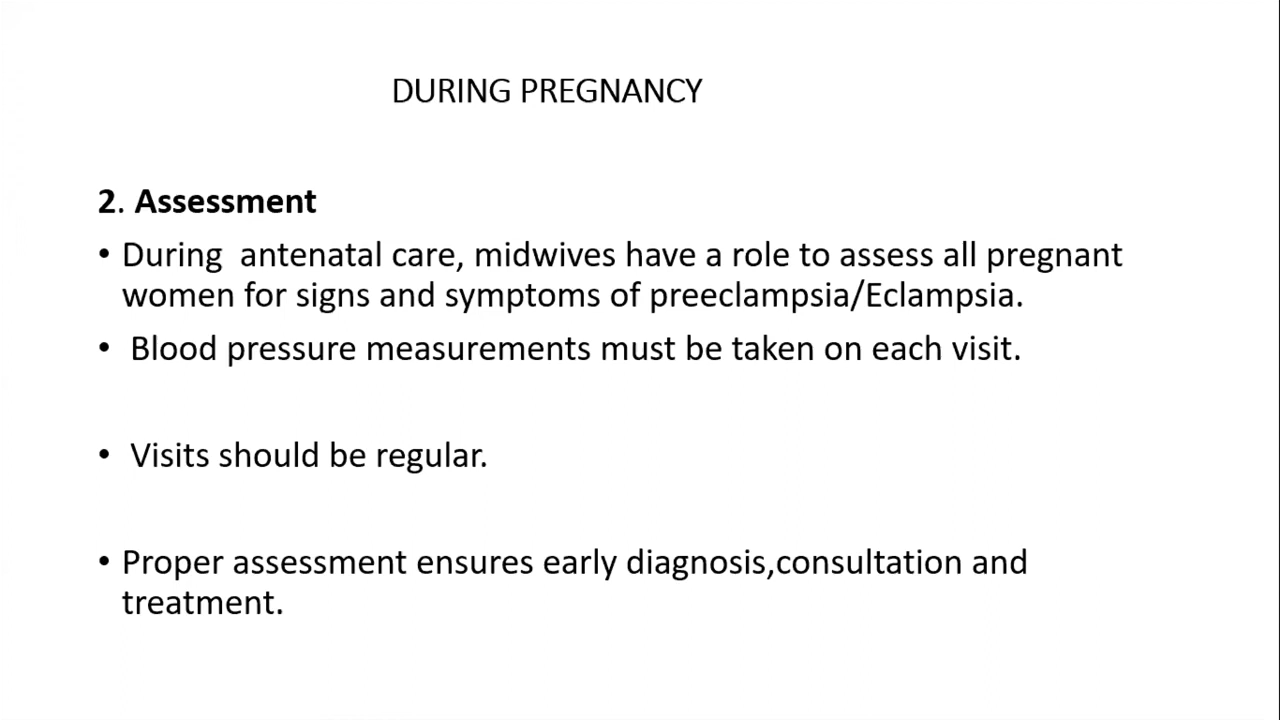 DURING PREGNANCY
2. Assessment
• During  antenatal care, midwives have a role to assess all pregnant
women for signs and symptoms of preeclampsia/Eclampsia.
•  Blood pressure measurements must be taken on each visit.
•  Visits should be regular.
• Proper assessment ensures early diagnosis,consultation and
treatment.